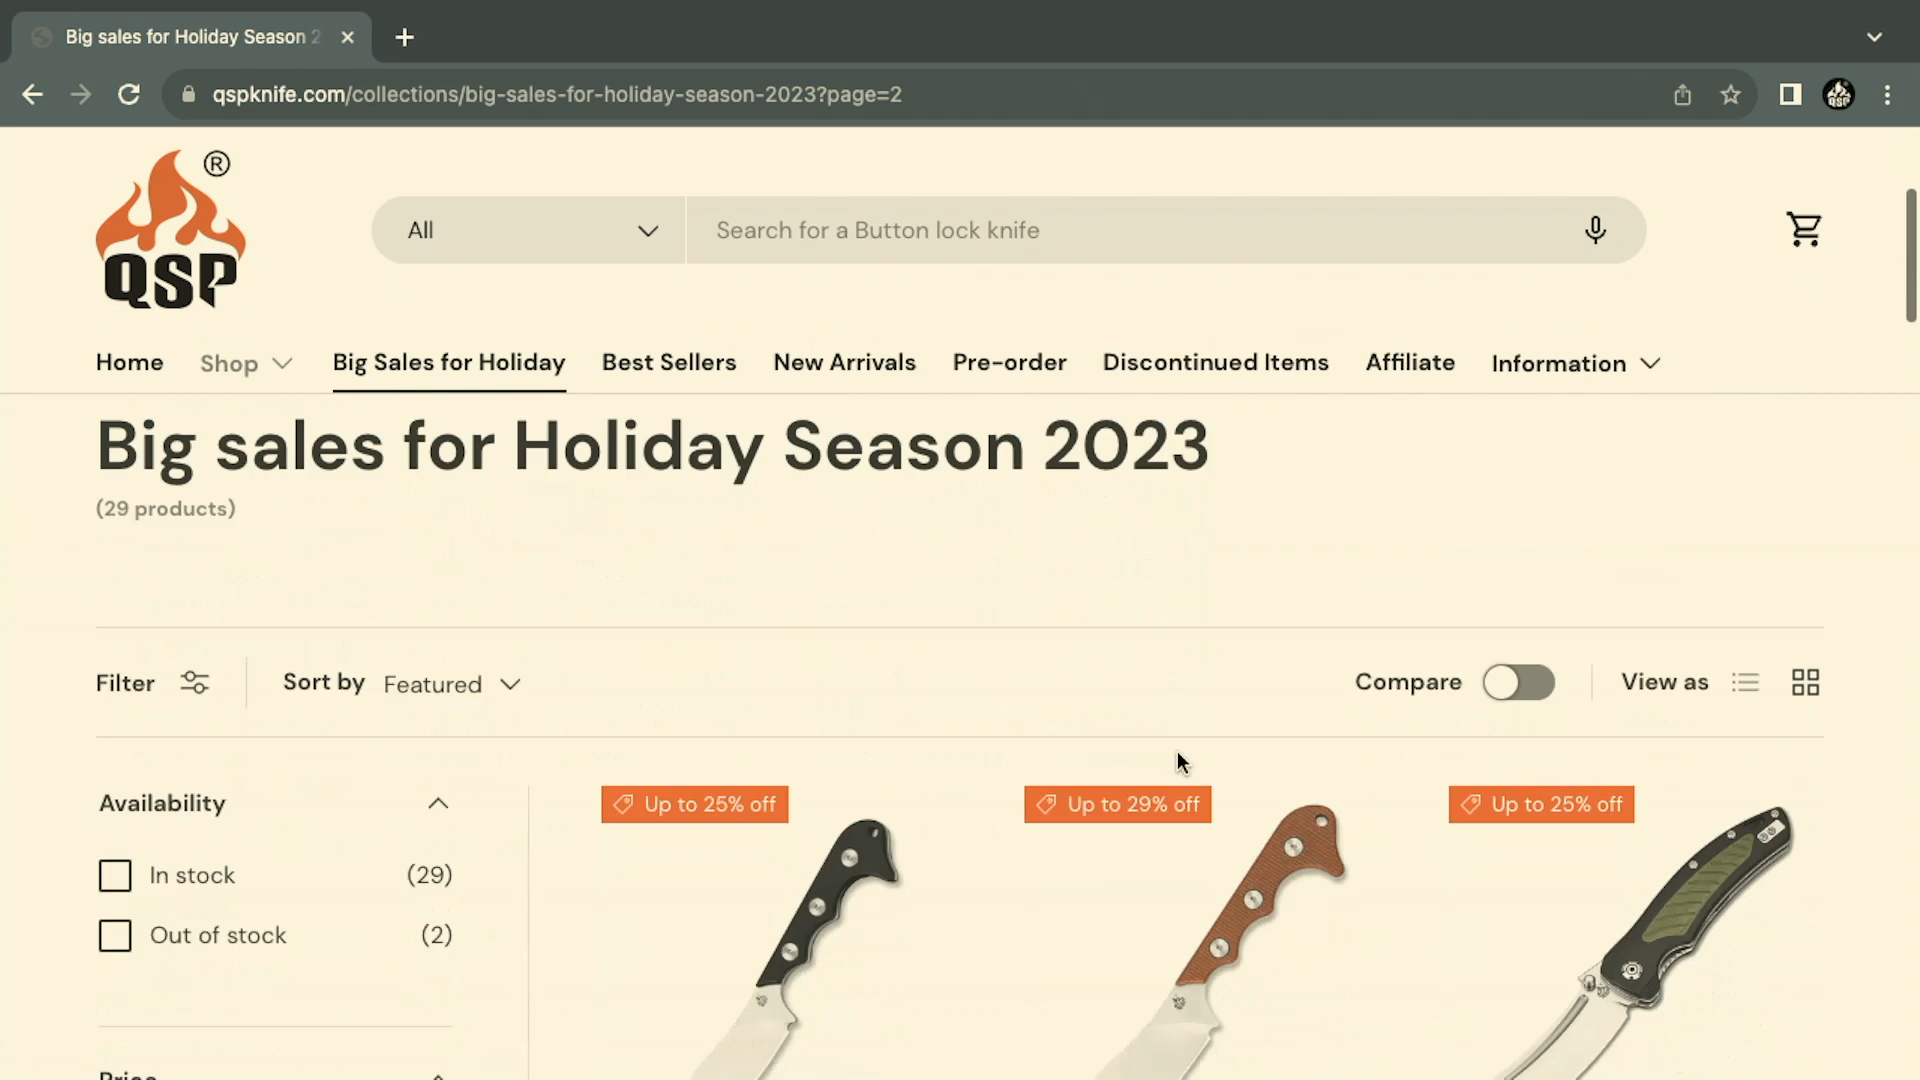 Big sales for Holiday Season 2
qspknife.com/collections/big-sales-for-holiday-season-2023?page=2
®
QSP
All
Search for a Button lock knife
Home Shop Big Sales for Holiday Best Sellers New Arrivals Pre-order Discontinued Items Affiliate Information
Big sales for Holiday Season 2023
(29 products)
Filter Sort by Featured Compare View as
Availability
In stock (29)
Out of stock (2)
Price
Up to 25% off Up to 29% off Up to 25% off